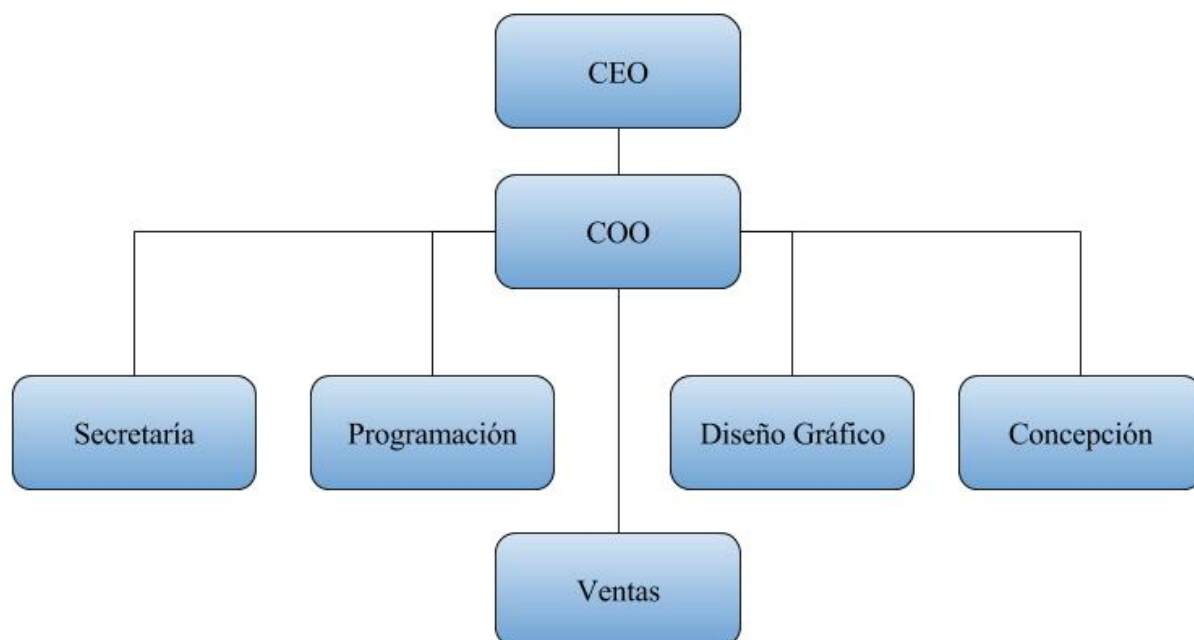 CEO
COO
Secretaría
Programación
Diseño Gráfico
Concepción
Ventas